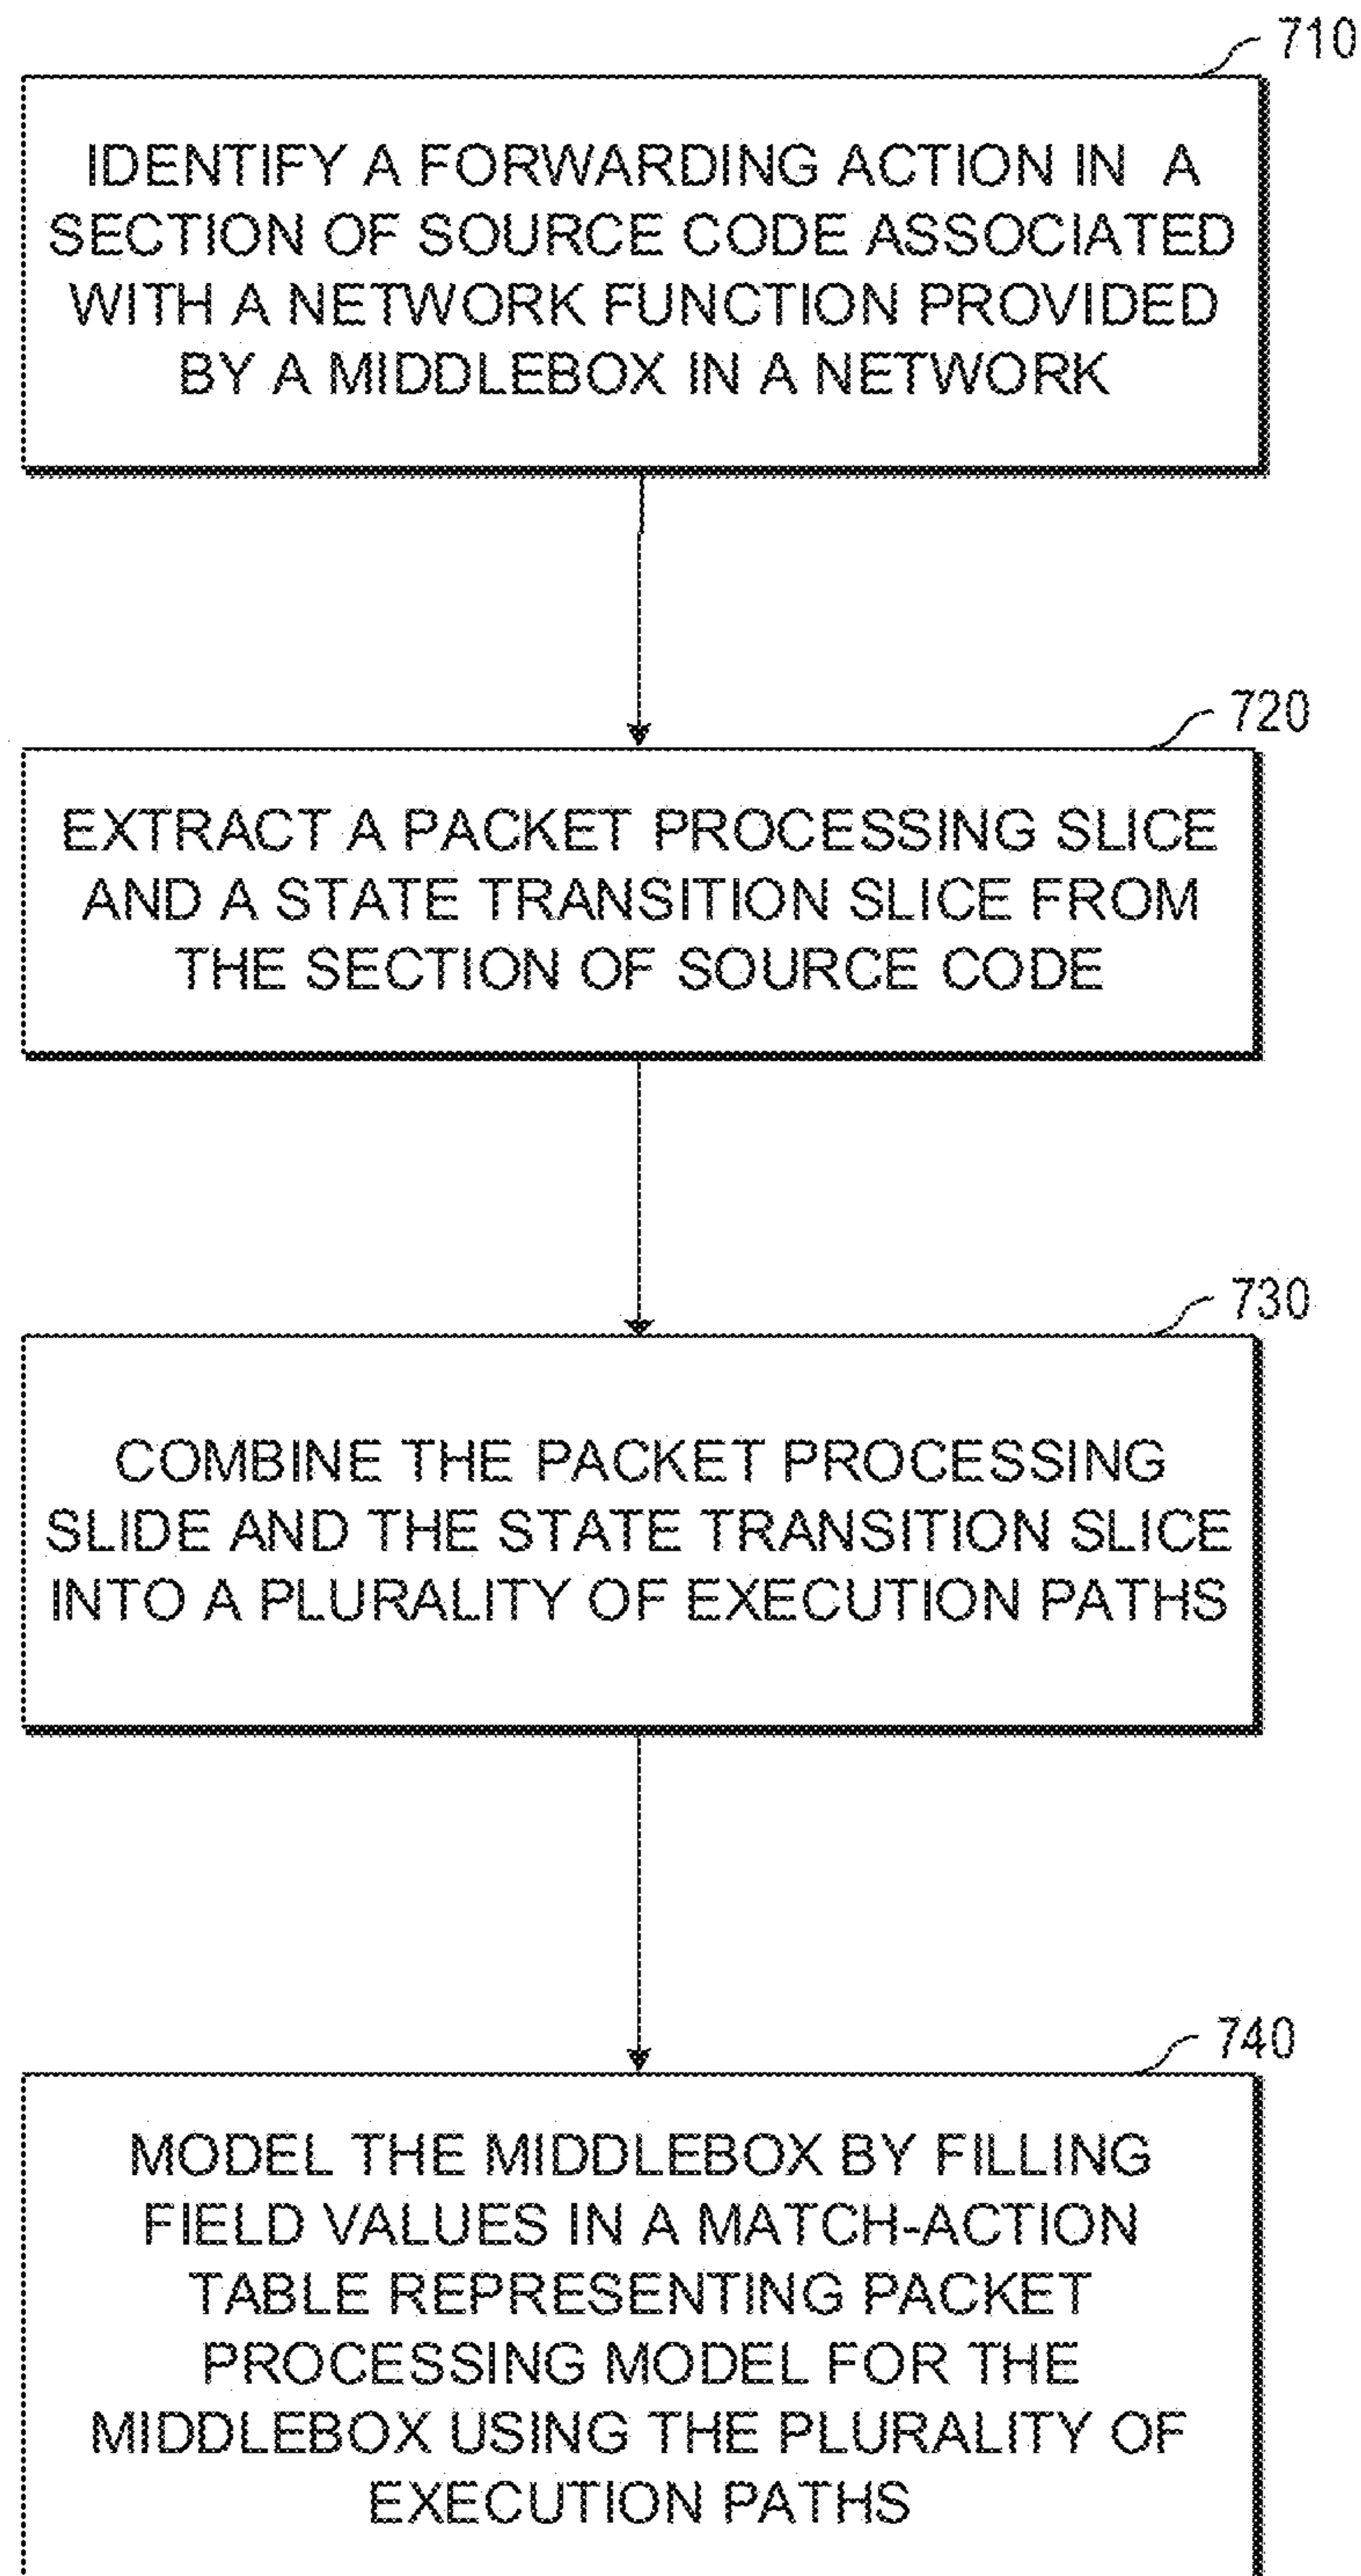 710
IDENTIFY A FORWARDING ACTION IN A
SECTION OF SOURCE CODE ASSOCIATED
WITH A NETWORK FUNCTION PROVIDED
BY A MIDDLEBOX IN A NETWORK
720
EXTRACT A PACKET PROCESSING SLICE
AND A STATE TRANSITION SLICE FROM
THE SECTION OF SOURCE CODE
730
COMBINE THE PACKET PROCESSING
SLIDE AND THE STATE TRANSITION SLICE
INTO A PLURALITY OF EXECUTION PATHS
740
MODEL THE MIDDLEBOX BY FILLING
FIELD VALUES IN A MATCH-ACTION
TABLE REPRESENTING PACKET
PROCESSING MODEL FOR THE
MIDDLEBOX USING THE PLURALITY OF
EXECUTION PATHS